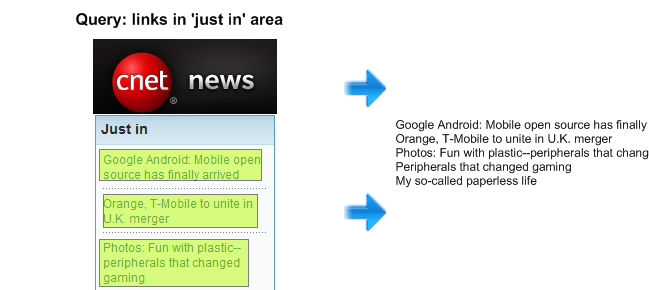 Query: links in 'just in' area
cnet news
®
Just in
Google Android: Mobile open
source has finally arrived
Orange, T-Mobile to unite in
U.K. merger
Photos: Fun with plastic--
peripherals that changed
gaming
Google Android: Mobile open source has finally
Orange, T-Mobile to unite in U.K. merger
Photos: Fun with plastic--peripherals that chang
Peripherals that changed gaming
My so-called paperless life